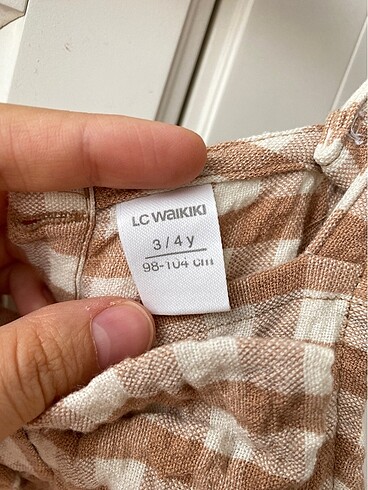 LC WAIKIKI
3 / 4 y
98-104 cm